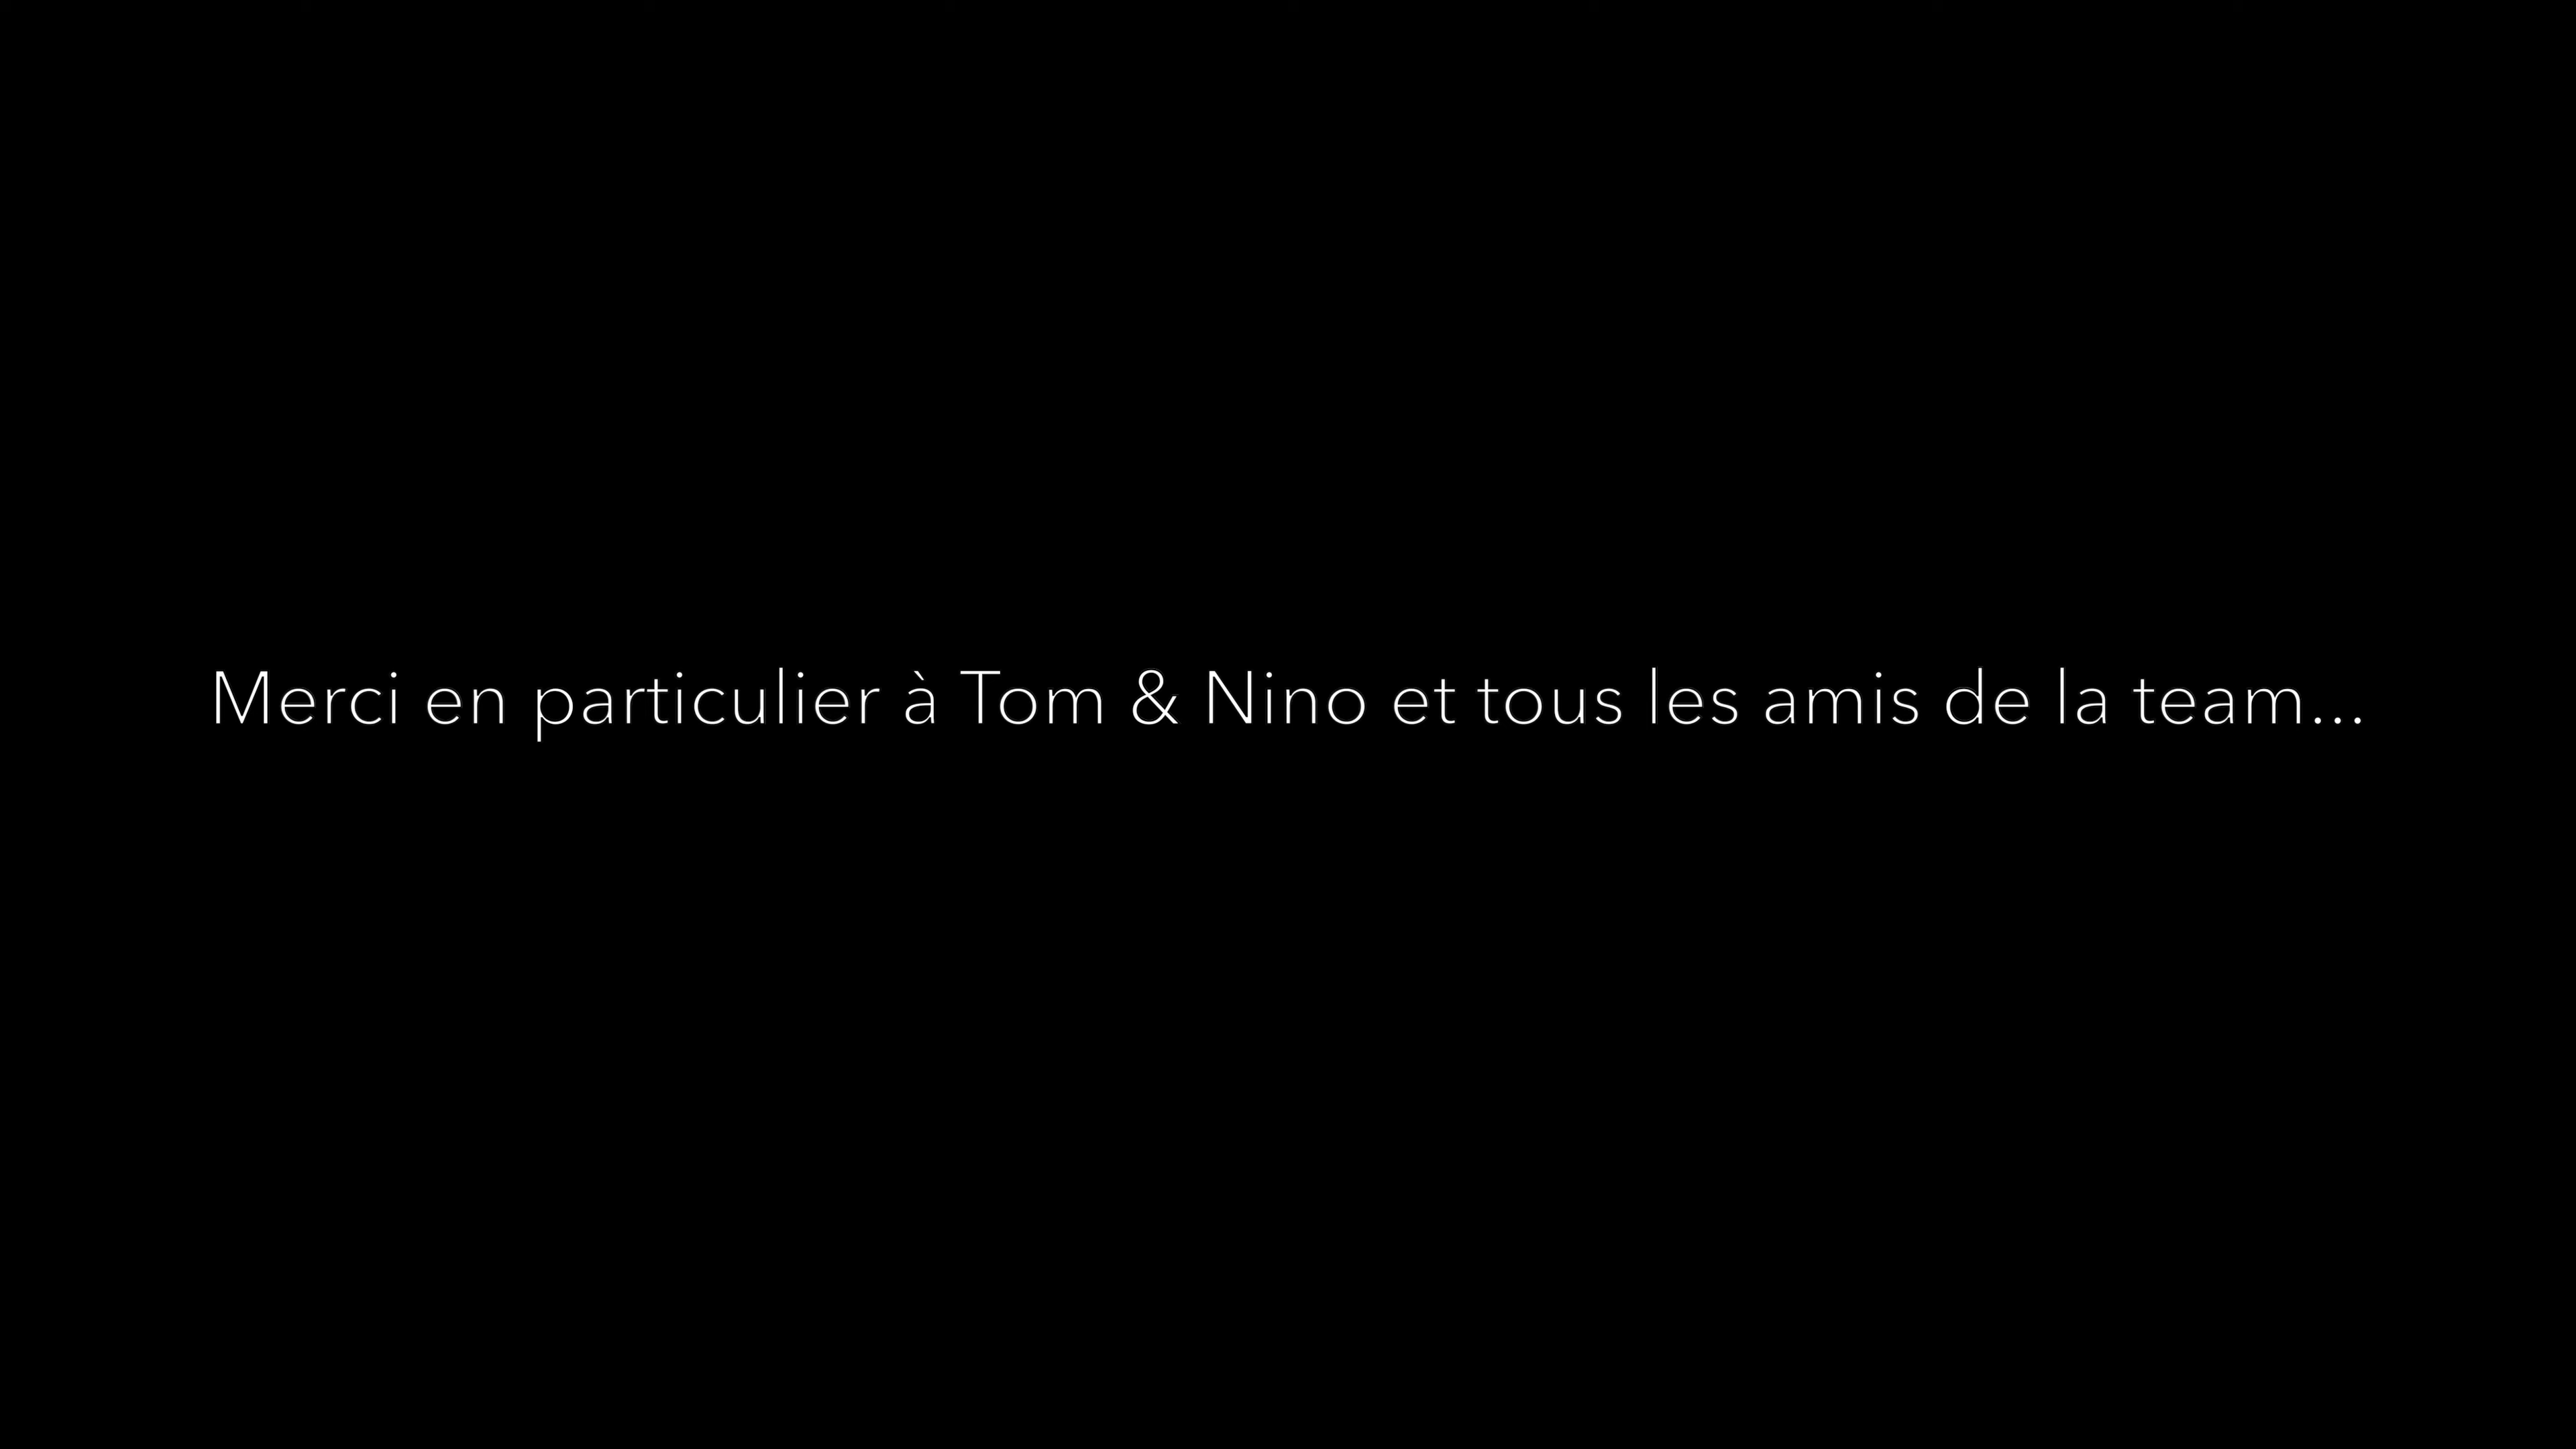 Merci en particulier à Tom & Nino et tous les amis de la team...